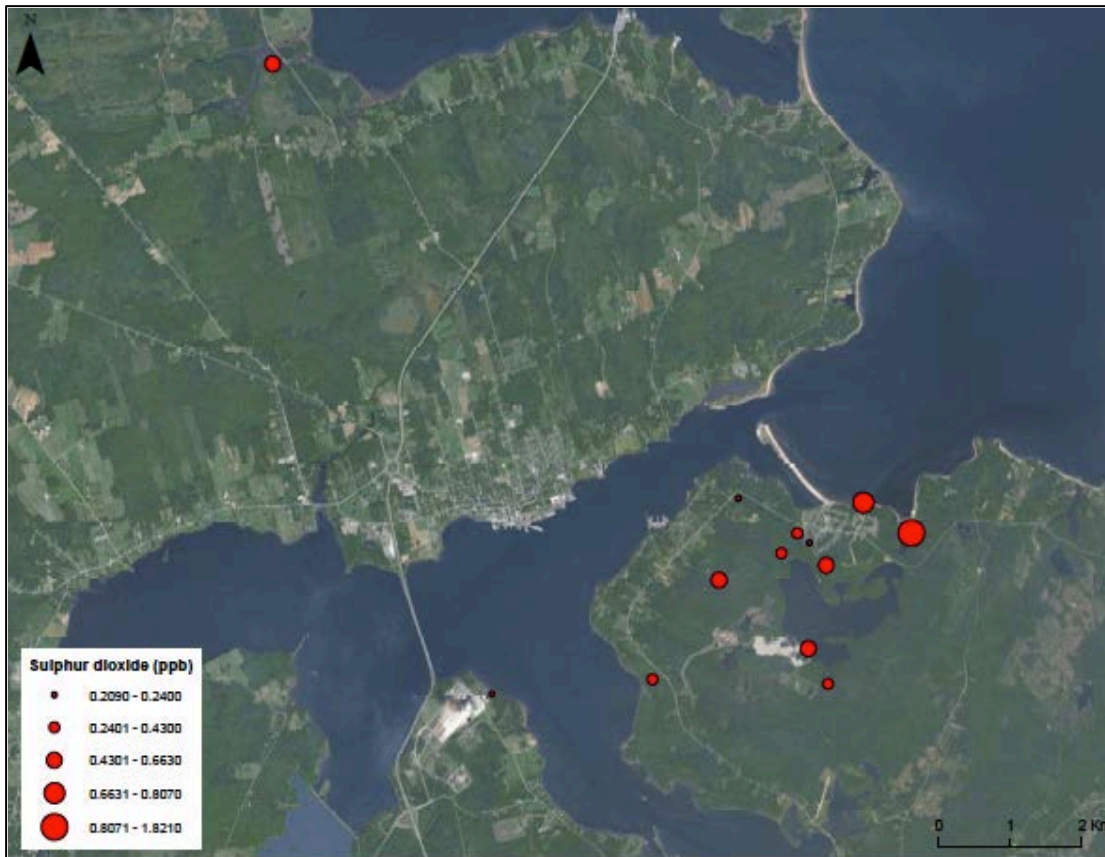 N
Sulphur dioxide (ppb)
0.2090 - 0.2400
0.2401 - 0.4300
0.4301 - 0.6630
0.6631 - 0.8070
0.8071 - 1.8210
0 1 2 Km